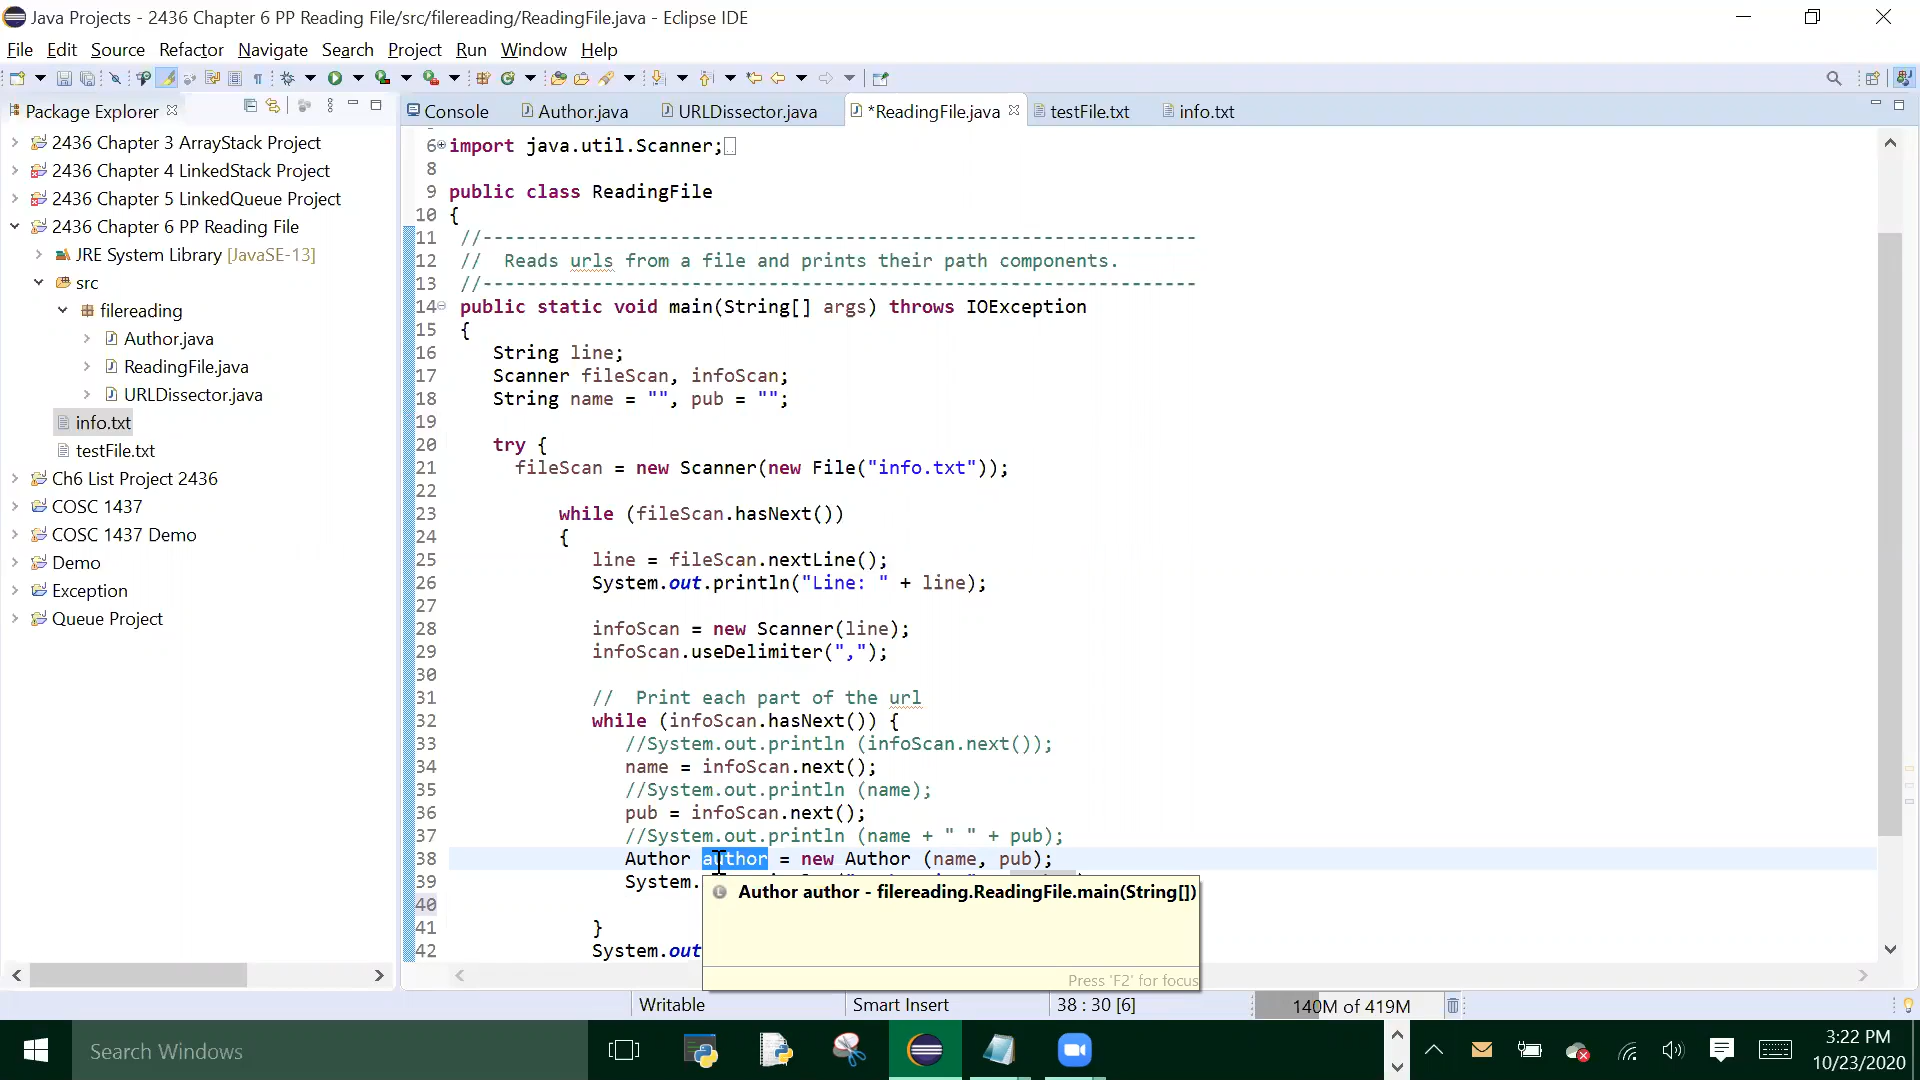 Java Projects - 2436 Chapter 6 PP Reading File/src/filereading/ReadingFile.java - Eclipse IDE
File Edit Source Refactor Navigate Search Project Run Window Help
Package Explorer
Console Author.java URLDissector.java *ReadingFile.java testFile.txt info.txt
2436 Chapter 3 ArrayStack Project
2436 Chapter 4 LinkedStack Project
2436 Chapter 5 LinkedQueue Project
2436 Chapter 6 PP Reading File
JRE System Library [JavaSE-13]
src
filereading
Author.java
ReadingFile.java
URLDissector.java
info.txt
testFile.txt
Ch6 List Project 2436
COSC 1437
COSC 1437 Demo
Demo
Exception
Queue Project
6 import java.util.Scanner;
8
9 public class ReadingFile
10 {
11 //-----------------------------------------------------------------
12 //  Reads urls from a file and prints their path components.
13 //-----------------------------------------------------------------
14 public static void main(String[] args) throws IOException
15 {
16 String line;
17 Scanner fileScan, infoScan;
18 String name = "", pub = "";
19
20 try {
21 fileScan = new Scanner(new File("info.txt"));
22
23 while (fileScan.hasNext())
24 {
25 line = fileScan.nextLine();
26 System.out.println("Line: " + line);
27
28 infoScan = new Scanner(line);
29 infoScan.useDelimiter(",");
30
31 //  Print each part of the url
32 while (infoScan.hasNext()) {
33 //System.out.println (infoScan.next());
34 name = infoScan.next();
35 //System.out.println (name);
36 pub = infoScan.next();
37 //System.out.println (name + " " + pub);
38 Author author = new Author (name, pub);
39 System.
Author author - filereading.ReadingFile.main(String[])
40
41 }
42 System.out
Press 'F2' for focus
Writable Smart Insert 38 : 30 [6] 140M of 419M
Search Windows
3:22 PM
10/23/2020